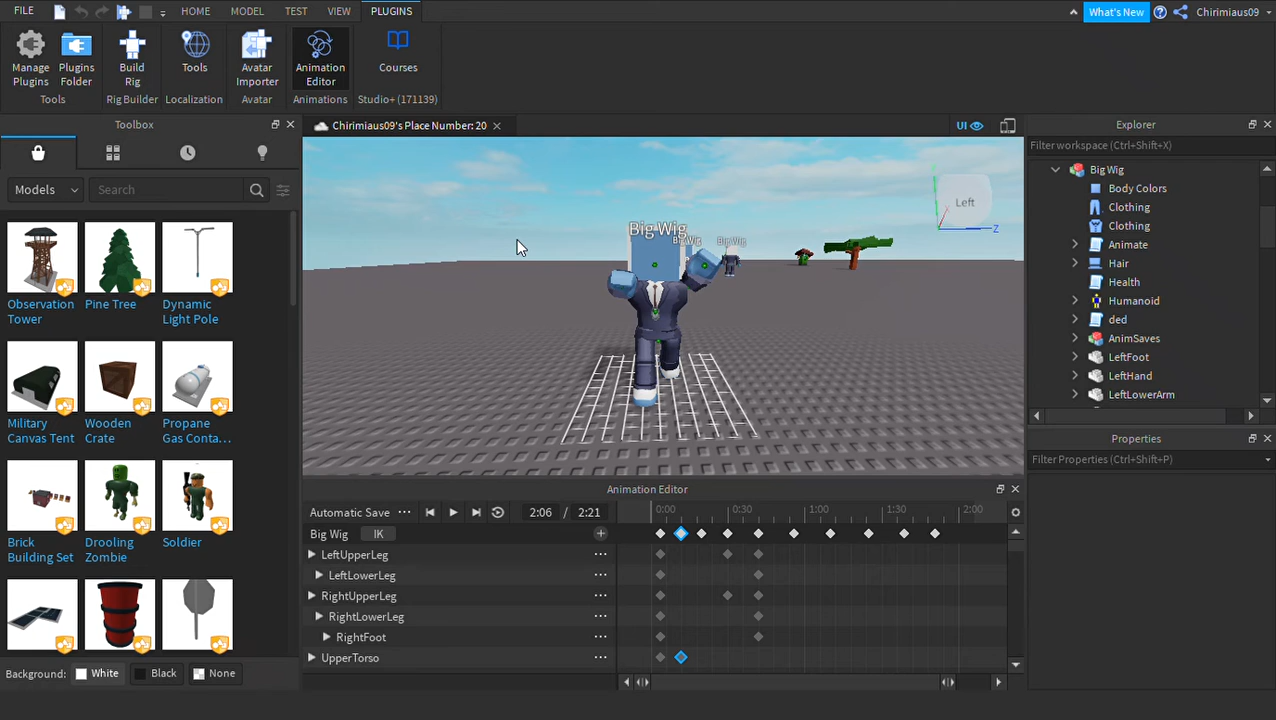 FILE HOME MODEL TEST VIEW PLUGINS What's New Chirimiaus09
Manage Plugins
Plugins Folder
Build Rig
Tools
Avatar Importer
Animation Editor
Courses
Tools Rig Builder Localization Avatar Animations Studio+ (171139)
Toolbox
Models Search
Observation Tower
Pine Tree
Dynamic Light Pole
Military Canvas Tent
Wooden Crate
Propane Gas Conta...
Brick Building Set
Drooling Zombie
Soldier
Background: White Black None
Chirimiaus09's Place Number: 20 UI
Big Wig
Big Wig
Big Wig
Left
Z
Animation Editor
Automatic Save 2:06 / 2:21 0:00 0:30 1:00 2:00
Big Wig IK
LeftUpperLeg
LeftLowerLeg
RightUpperLeg
RightLowerLeg
RightFoot
UpperTorso
Explorer
Filter workspace (Ctrl+Shift+X)
Big Wig
Body Colors
Clothing
Clothing
Animate
Hair
Health
Humanoid
ded
AnimSaves
LeftFoot
LeftHand
LeftLowerArm
Properties
Filter Properties (Ctrl+Shift+P)